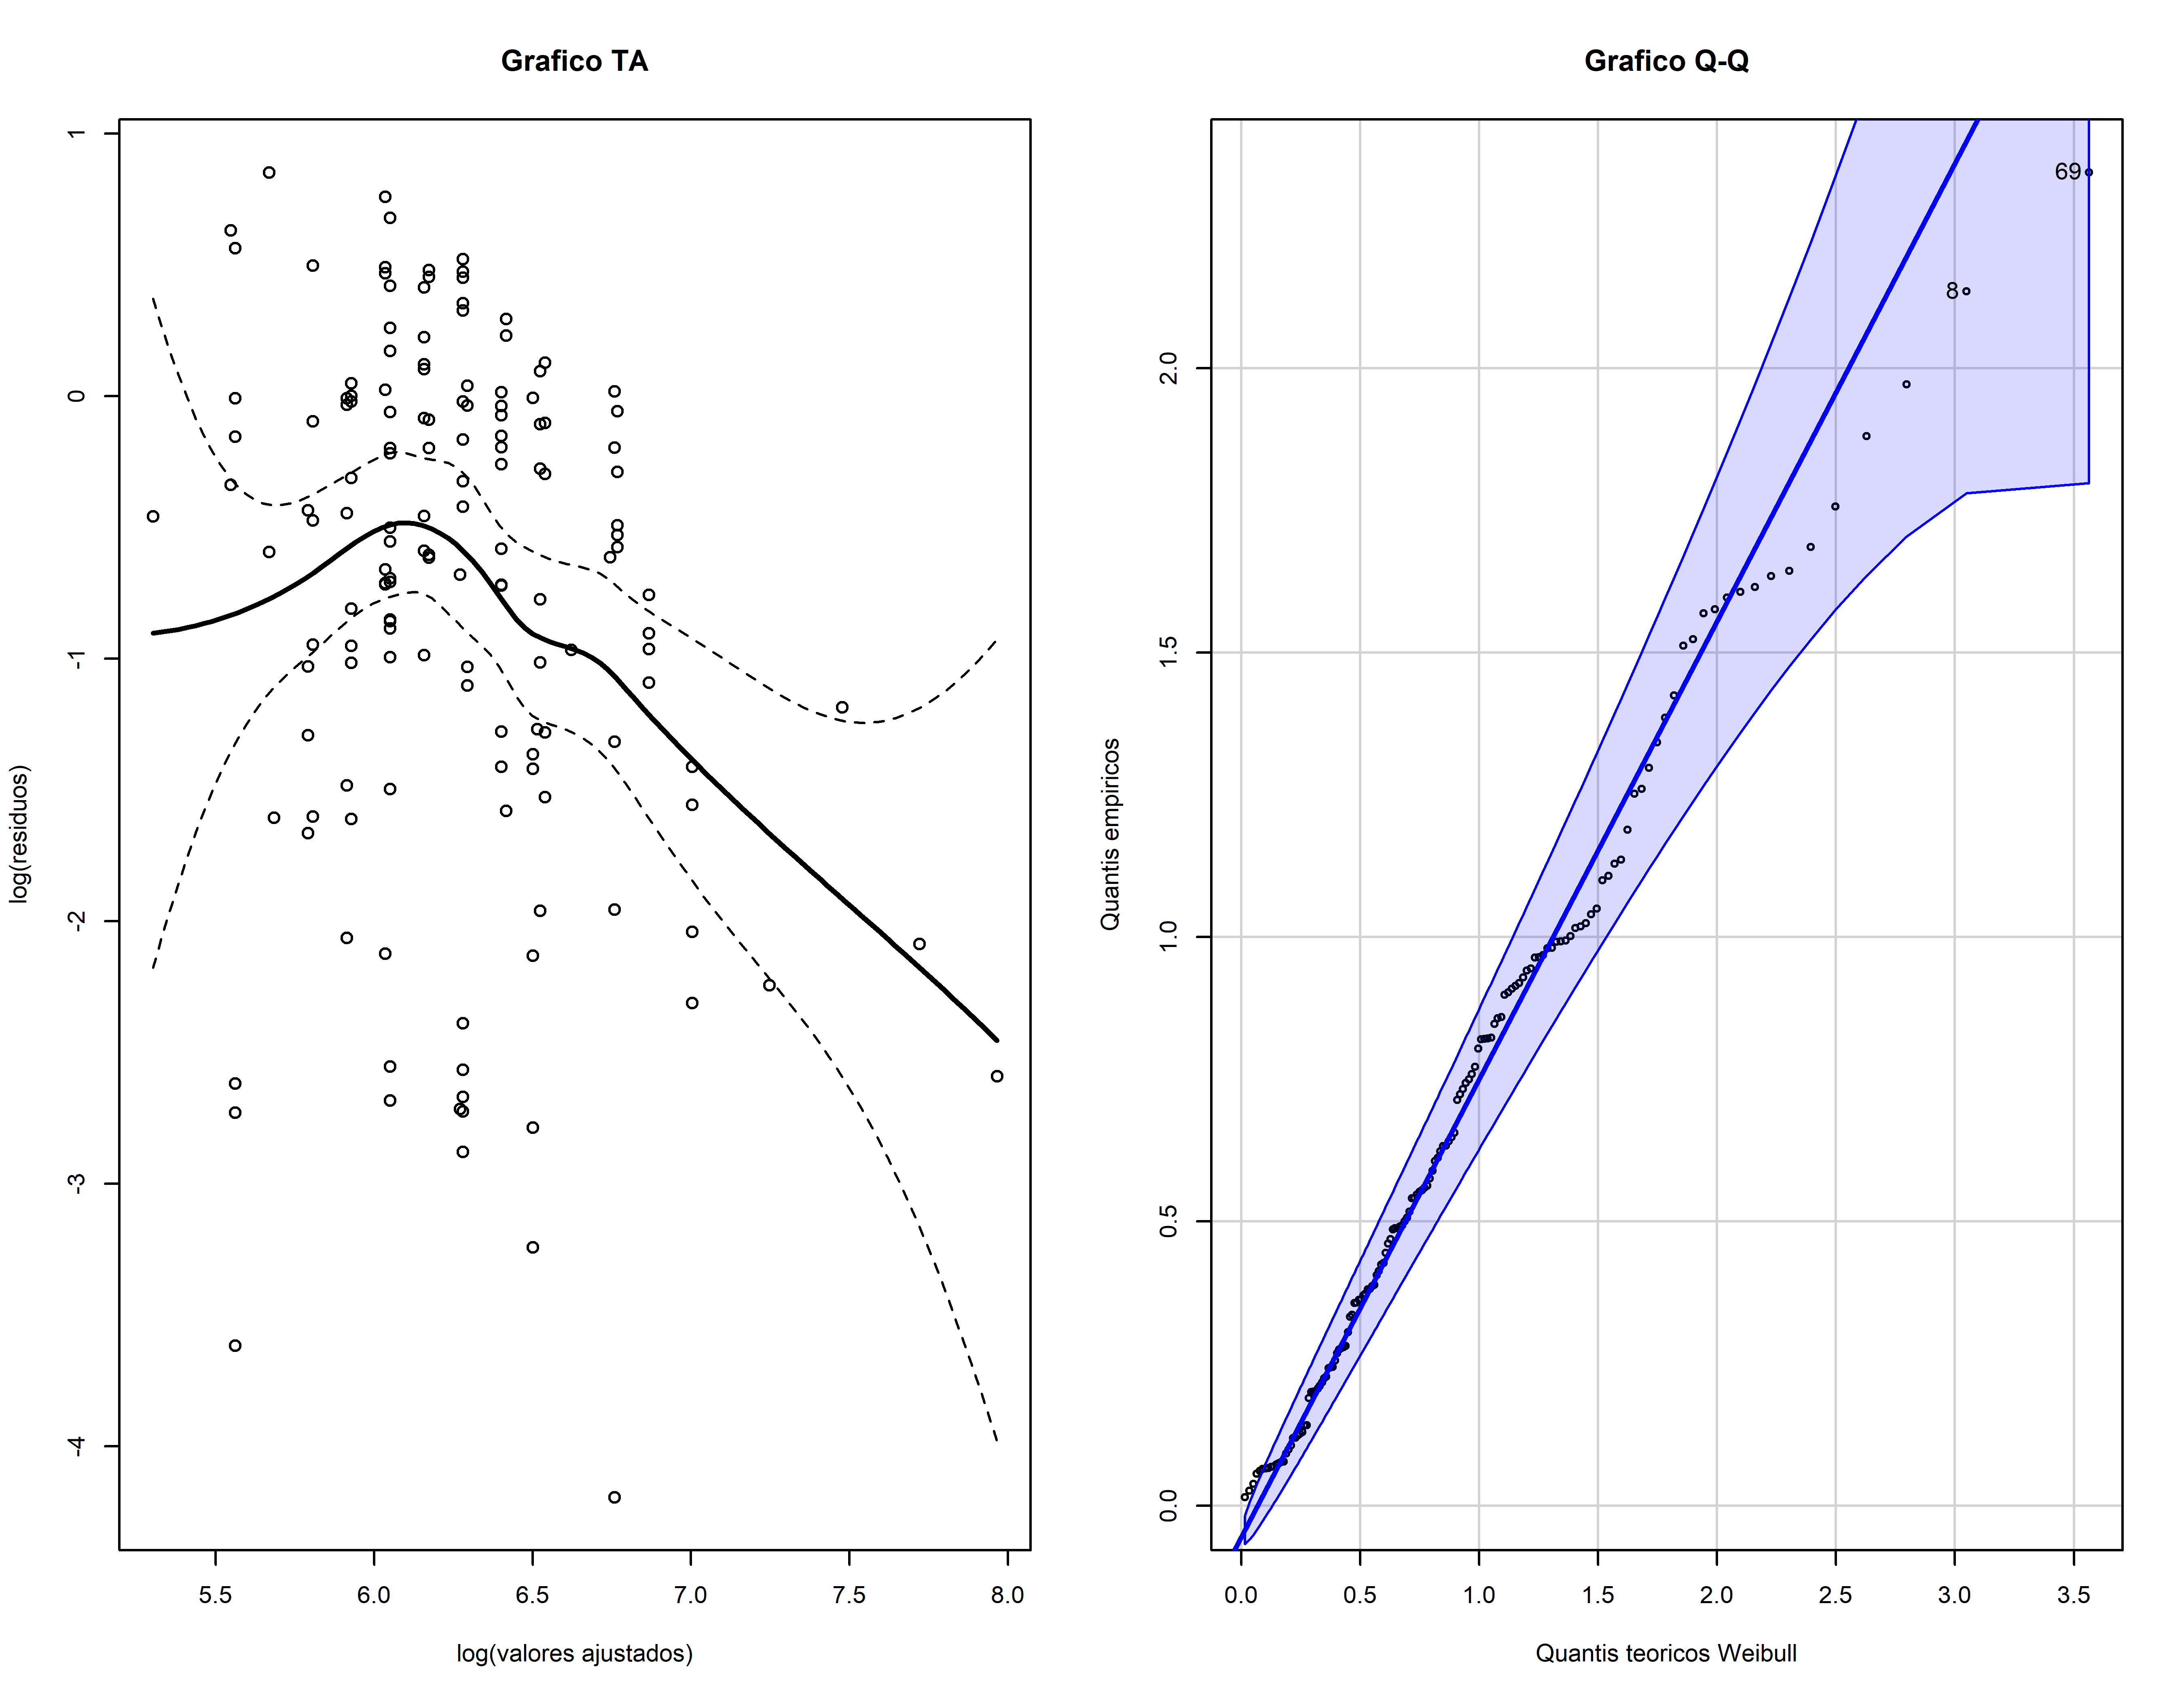 Grafico TA
log(residuos)
1
0
-1
-2
-3
-4
5.5 6.0 6.5 7.0 7.5 8.0
log(valores ajustados)
Grafico Q-Q
Quantis empiricos
2.0
1.5
1.0
0.5
0.0
69
8
0.0 0.5 1.0 1.5 2.0 2.5 3.0 3.5
Quantis teoricos Weibull